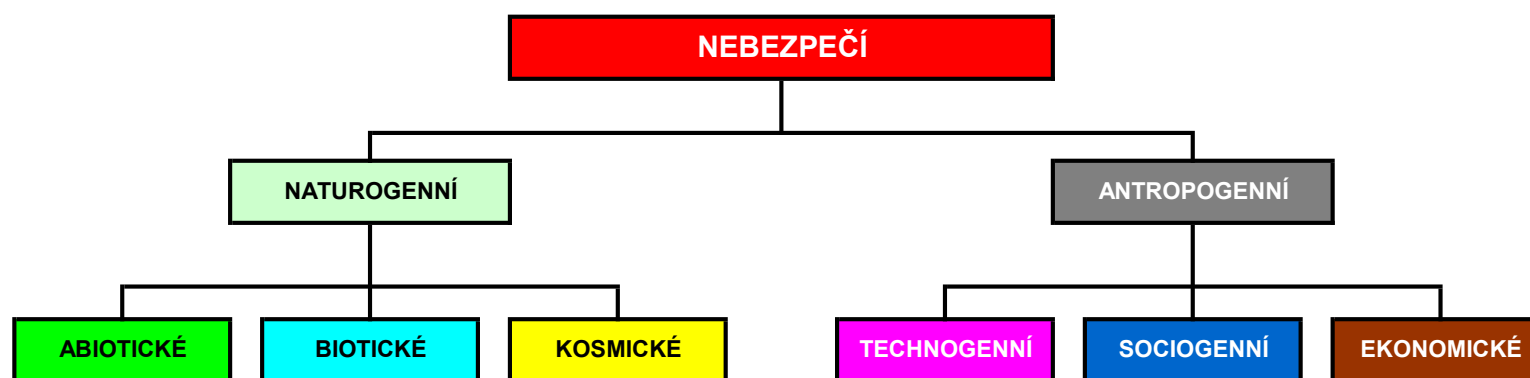 NEBEZPEČÍ
NATUROGENNÍ
ANTROPOGENNÍ
ABIOTICKÉ
BIOTICKÉ
KOSMICKÉ
TECHNOGENNÍ
SOCIOGENNÍ
EKONOMICKÉ